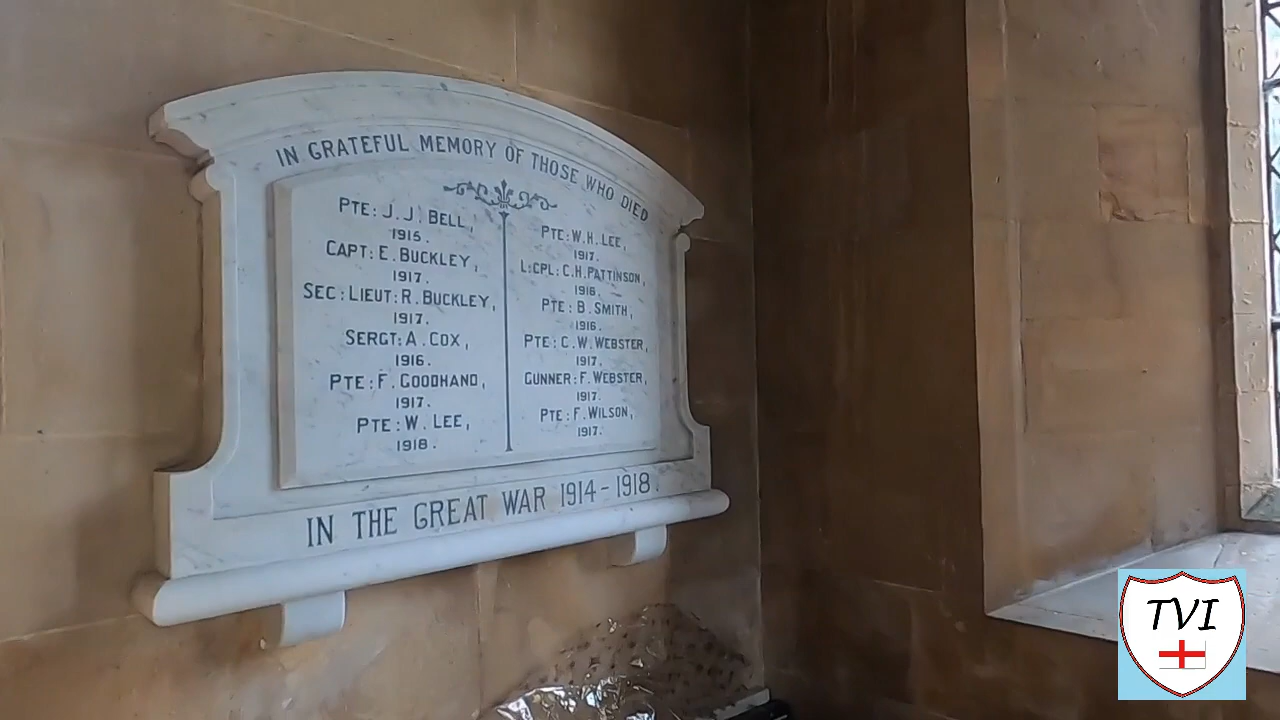 IN GRATEFUL MEMORY OF THOSE WHO DIED
PTE: J. J. BELL,
1915.
CAPT: E. BUCKLEY,
1917.
SEC: LIEUT: R. BUCKLEY,
1917.
SERGT: A. COX,
1916.
PTE: F. GOODHAND,
1917.
PTE: W. LEE,
1918.
PTE: W. H. LEE,
1917.
L: CPL: C. H. PATTINSON,
1916.
PTE: B. SMITH,
1916.
PTE: C. W. WEBSTER,
1917.
GUNNER: F. WEBSTER,
1917.
PTE: F. WILSON,
1917.
IN THE GREAT WAR 1914-1918.
TVI